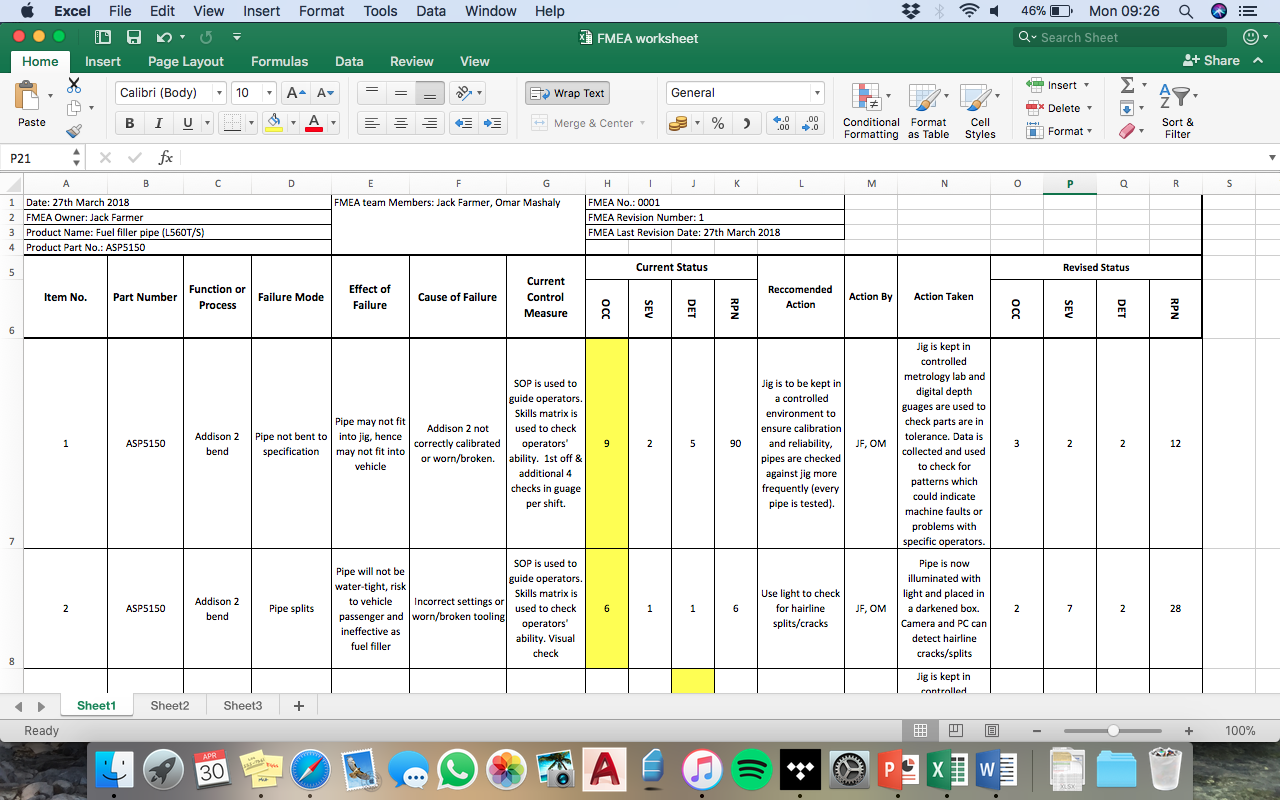 Excel File Edit View Insert Format Tools Data Window Help 46% Mon 09:26
FMEA worksheet
Search Sheet
Home Insert Page Layout Formulas Data Review View
Share
Paste
Calibri (Body) 10
A A
B I U A
Wrap Text
Merge & Center
General
%
.0 .00
.00 .0
Conditional
Formatting
Format
as Table
Cell
Styles
Insert
Delete
Format
Sort &
Filter
P21
fx
A B C D E F G H I J K L M N O P Q R S
1 Date: 27th March 2018
FMEA team Members: Jack Farmer, Omar Mashaly
FMEA No.: 0001
2 FMEA Owner: Jack Farmer
FMEA Revision Number: 1
3 Product Name: Fuel filler pipe (L560T/S)
FMEA Last Revision Date: 27th March 2018
4 Product Part No.: ASP5150
5
Current Status
Revised Status
6
Item No.
Part Number
Function or
Process
Failure Mode
Effect of
Failure
Cause of Failure
Current
Control
Measure
OCC
SEV
DET
RPN
Reccomended
Action
Action By
Action Taken
OCC
SEV
DET
RPN
7
1
ASP5150
Addison 2
bend
Pipe not bent to
specification
Pipe may not fit
into jig, hence
may not fit into
vehicle
Addison 2 not
correctly calibrated
or worn/broken.
SOP is used to
guide operators.
Skills matrix is
used to check
operators'
ability. 1st off &
additional 4
checks in guage
per shift.
9
2
5
90
Jig is to be kept in
a controlled
environment to
ensure calibration
and reliability,
pipes are checked
against jig more
frequently (every
pipe is tested).
JF, OM
Jig is kept in
controlled
metrology lab and
digital depth
guages are used to
check parts are in
tolerance. Data is
collected and used
to check for
patterns which
could indicate
machine faults or
problems with
specific operators.
3
2
2
12
8
2
ASP5150
Addison 2
bend
Pipe splits
Pipe will not be
water-tight, risk
to vehicle
passenger and
ineffective as
fuel filler
Incorrect settings or
worn/broken tooling
SOP is used to
guide operators.
Skills matrix is
used to check
operators'
ability. Visual
check
6
1
1
6
Use light to check
for hairline
splits/cracks
JF, OM
Pipe is now
illuminated with
light and placed in
a darkened box.
Camera and PC can
detect hairline
cracks/splits
2
7
2
28
Jig is kept in
controlled
Sheet1 Sheet2 Sheet3
Ready
100%
APR
30
A
P
X
W
XLSX